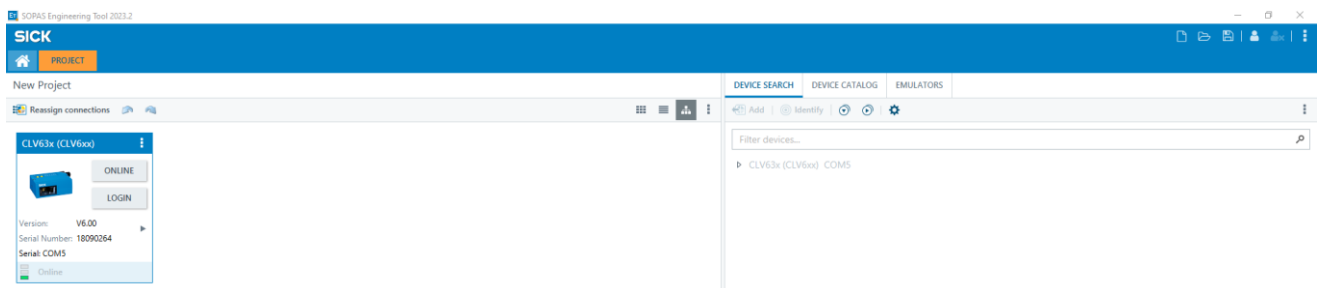 SOPAS Engineering Tool 2023.2
SICK
PROJECT
New Project
Reassign connections
CLV63x (CLV6xx)
ONLINE
LOGIN
Version: V6.00
Serial Number: 18090264
Serial: COM5
Online
DEVICE SEARCH DEVICE CATALOG EMULATORS
Add Identify
Filter devices...
CLV63x (CLV6xx) COM5